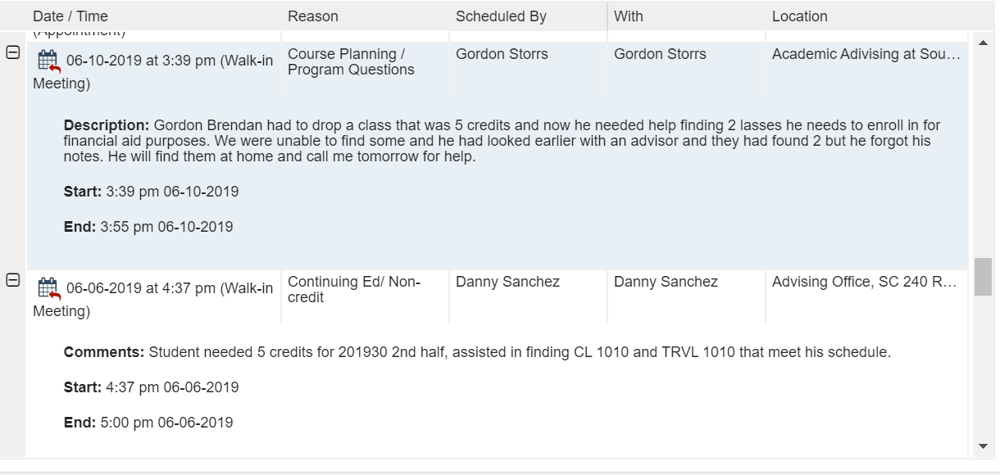 Date / Time Reason Scheduled By With Location
(Appointment)
06-10-2019 at 3:39 pm (Walk-in Meeting) Course Planning / Program Questions Gordon Storrs Gordon Storrs Academic Adivising at Sou...
Description: Gordon Brendan had to drop a class that was 5 credits and now he needed help finding 2 lasses he needs to enroll in for
financial aid purposes. We were unable to find some and he had looked earlier with an advisor and they had found 2 but he forgot his
notes. He will find them at home and call me tomorrow for help.
Start: 3:39 pm 06-10-2019
End: 3:55 pm 06-10-2019
06-06-2019 at 4:37 pm (Walk-in Meeting) Continuing Ed/ Non-credit Danny Sanchez Danny Sanchez Advising Office, SC 240 R...
Comments: Student needed 5 credits for 201930 2nd half, assisted in finding CL 1010 and TRVL 1010 that meet his schedule.
Start: 4:37 pm 06-06-2019
End: 5:00 pm 06-06-2019